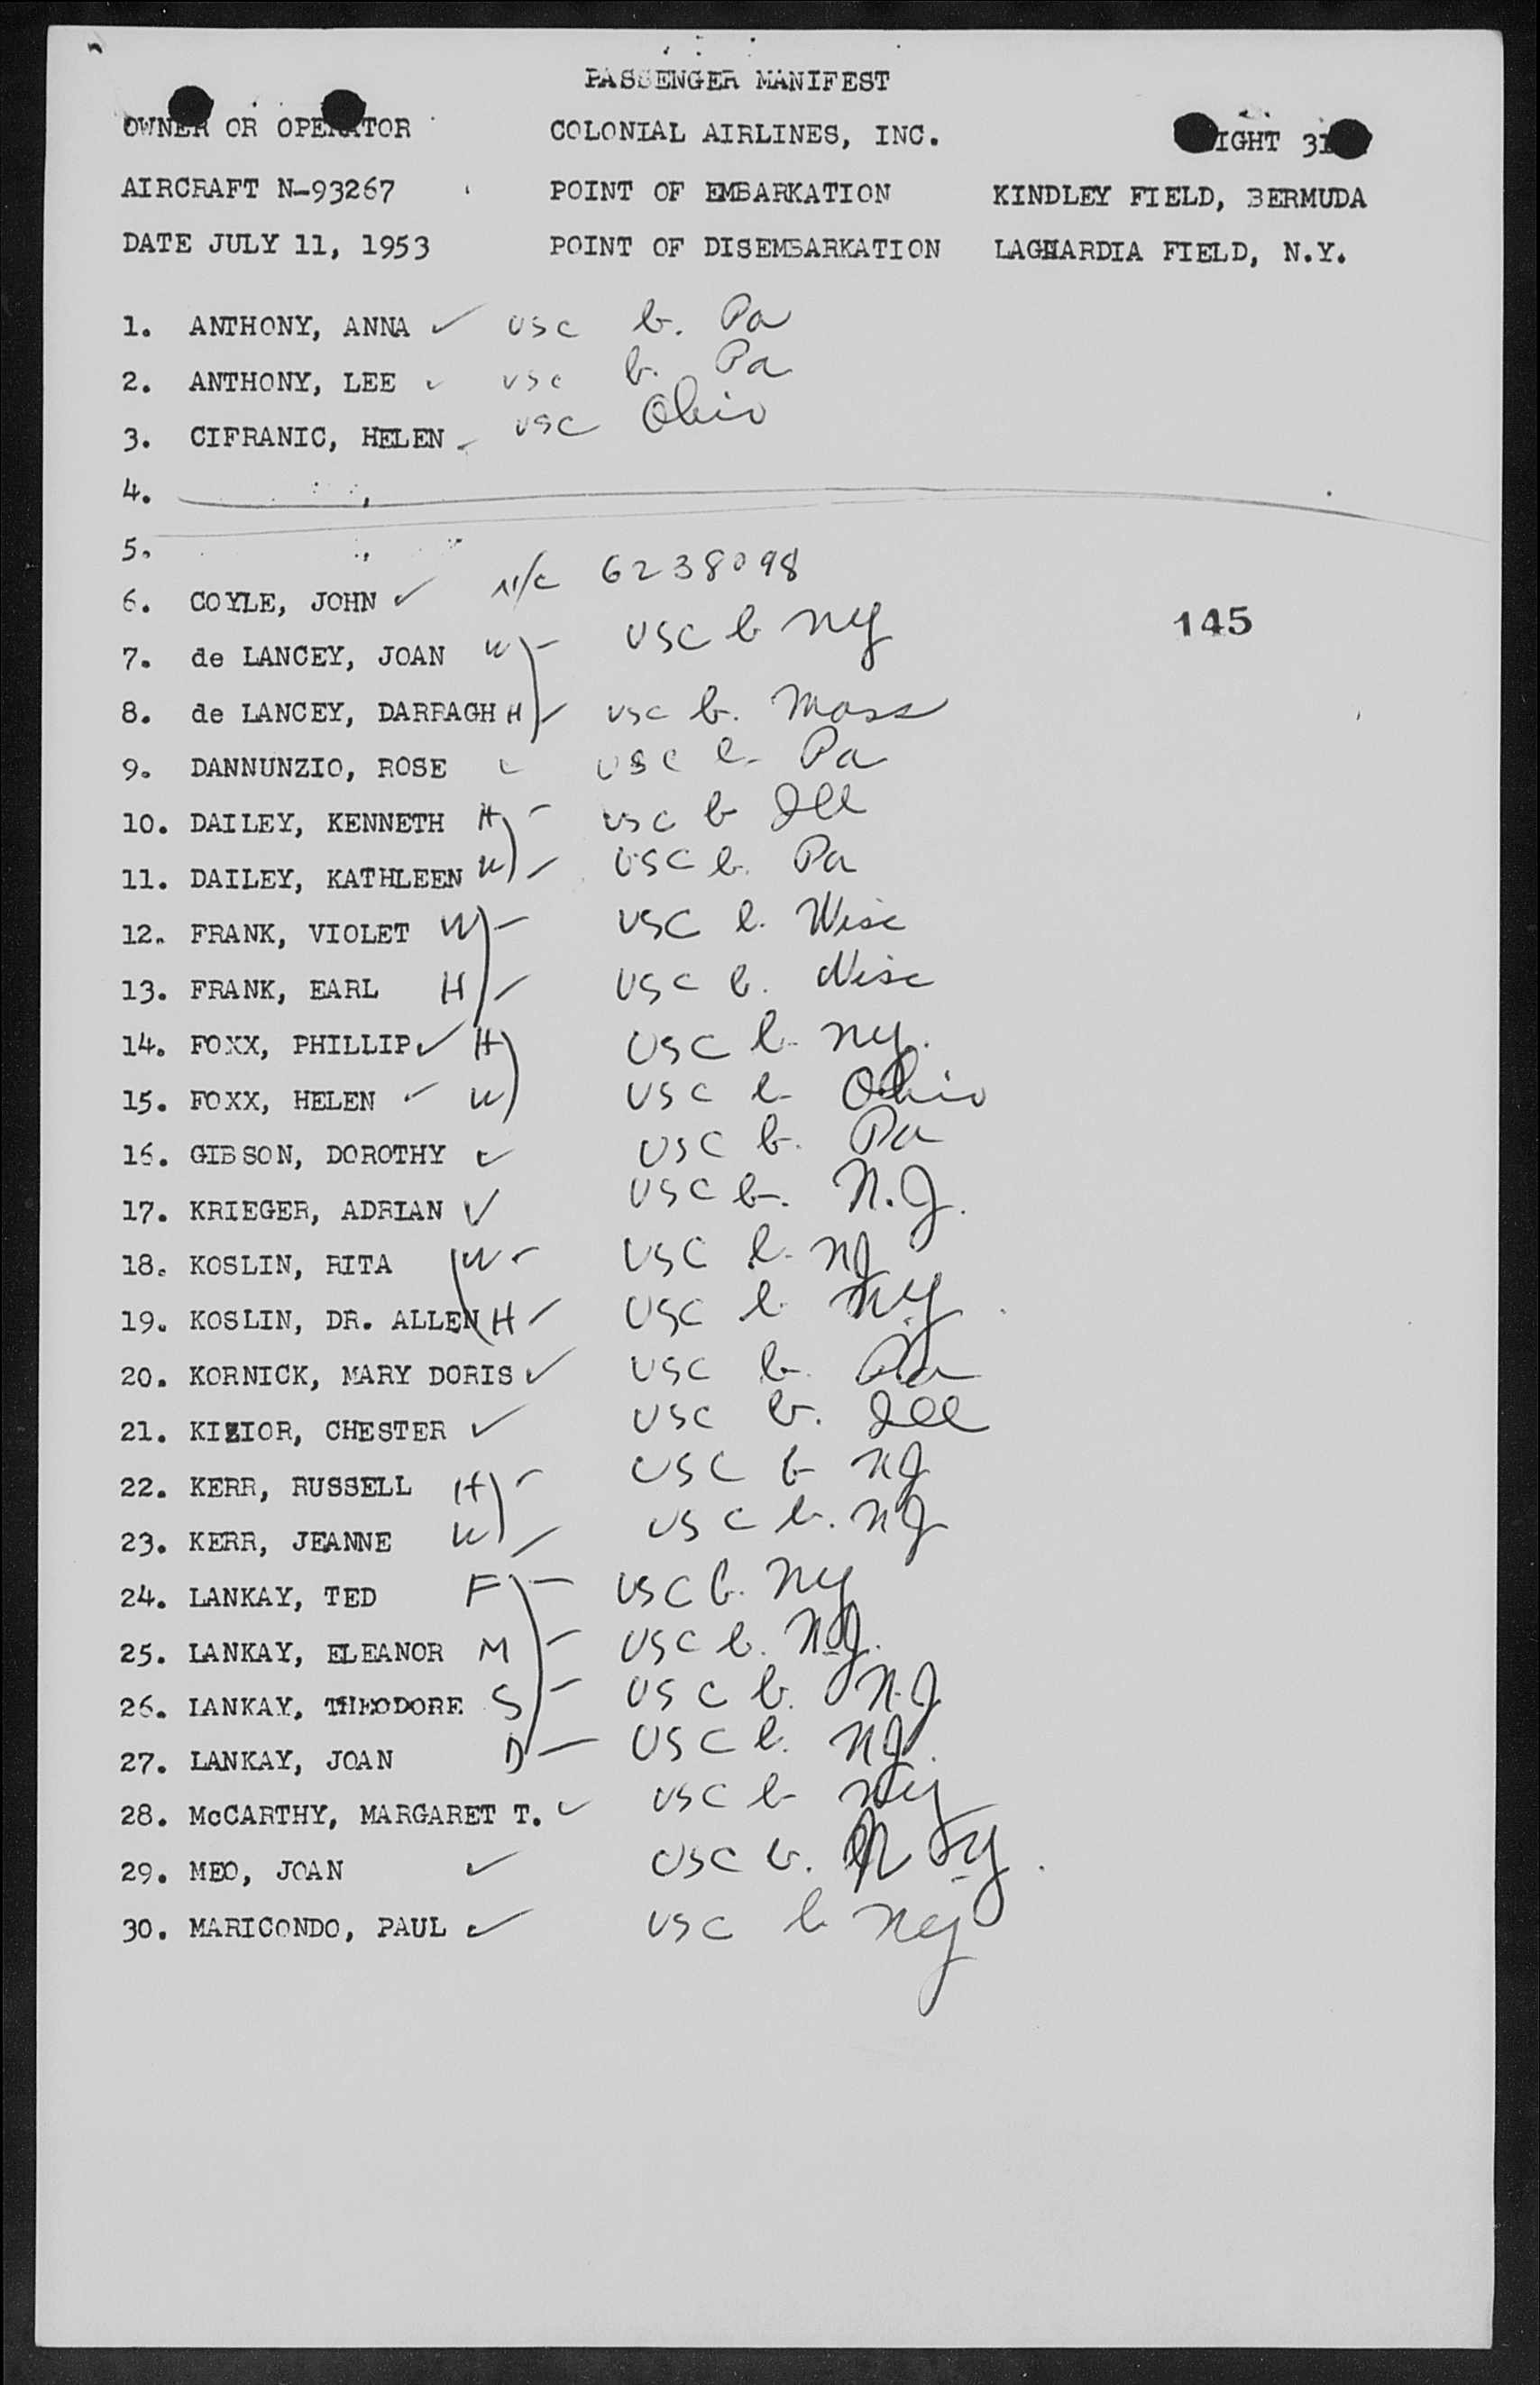 PASSENGER MANIFEST
OWNER OR OPERATOR COLONIAL AIRLINES, INC. IGHT 31
AIRCRAFT N-93267 POINT OF EMBARKATION KINDLEY FIELD, BERMUDA
DATE JULY 11, 1953 POINT OF DISEMBARKATION LAGHARDIA FIELD, N.Y.
1. ANTHONY, ANNA ✓ USC b. Pa
2. ANTHONY, LEE ✓ USC b. Pa
3. CIFRANIC, HELEN USC Ohio
4.
5.
6. COYLE, JOHN ✓ N/C 6238098
145
7. de LANCEY, JOAN W USC b NY
8. de LANCEY, DARRAGH H USC b. Mass
9. DANNUNZIO, ROSE ✓ USC b. Pa
10. DAILEY, KENNETH H USC b Ill
11. DAILEY, KATHLEEN W USC b. Pa
12. FRANK, VIOLET W USC b. Wisc
13. FRANK, EARL H USC b. Wisc
14. FOXX, PHILLIP ✓ H USC b. NY.
15. FOXX, HELEN ✓ W USC b Ohio
16. GIBSON, DOROTHY ✓ USC b. Pa
17. KRIEGER, ADRIAN ✓ USC b. N.J.
18. KOSLIN, RITA W USC b. NJ
19. KOSLIN, DR. ALLEN H USC b NY
20. KORNICK, MARY DORIS ✓ USC b. Pa
21. KIZIOR, CHESTER ✓ USC b. Ill
22. KERR, RUSSELL H USC b NJ
23. KERR, JEANNE W USC b. NJ
24. LANKAY, TED F USC b. NY
25. LANKAY, ELEANOR M USC b. N.J.
26. LANKAY, THEODORE S USC b. N.J
27. LANKAY, JOAN D USC b. NJ.
28. McCARTHY, MARGARET T. ✓ USC b NY
29. MEO, JOAN ✓ USC b. NY.
30. MARICONDO, PAUL ✓ USC b NY